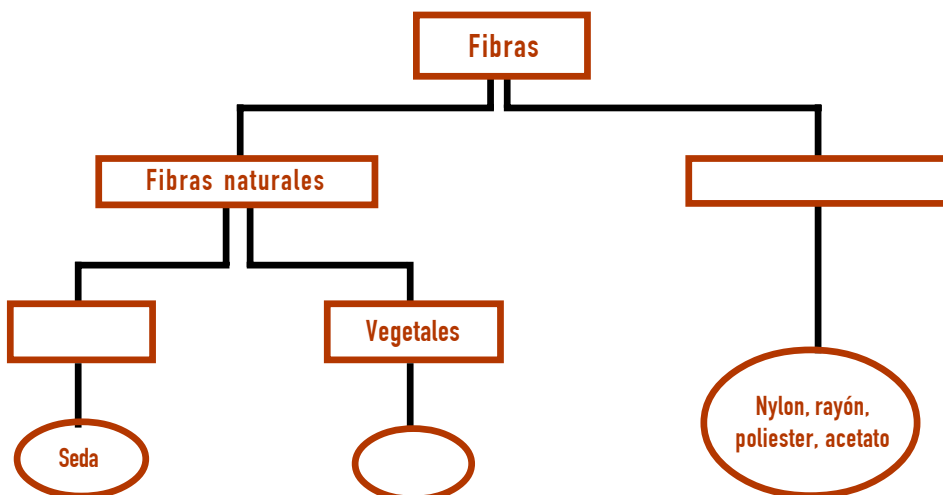 Fibras
Fibras naturales
Vegetales
Seda
Nylon, rayón,
poliester, acetato